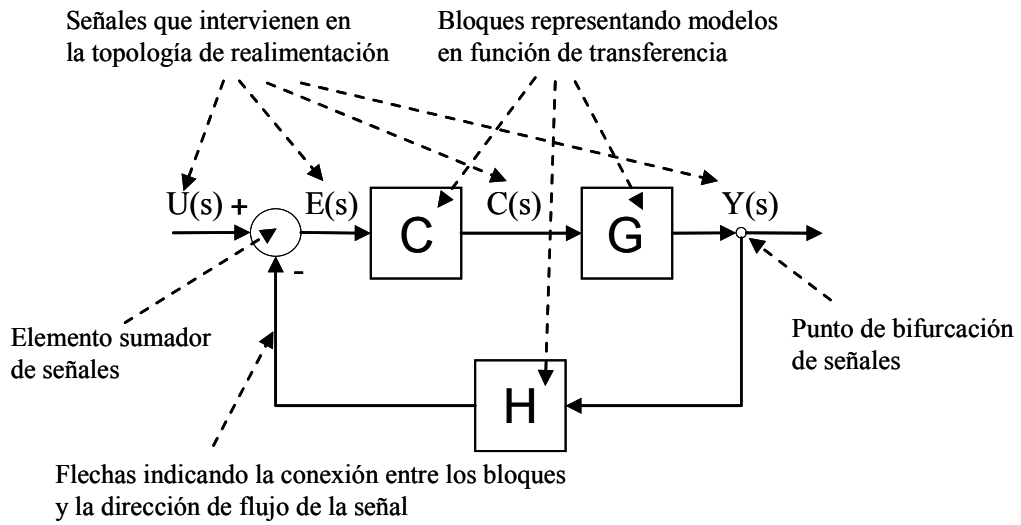 Señales que intervienen en
la topología de realimentación
Bloques representando modelos
en función de transferencia
U(s) +
E(s)
C
C(s)
G
Y(s)
-
Elemento sumador
de señales
Punto de bifurcación
de señales
H
Flechas indicando la conexión entre los bloques
y la dirección de flujo de la señal